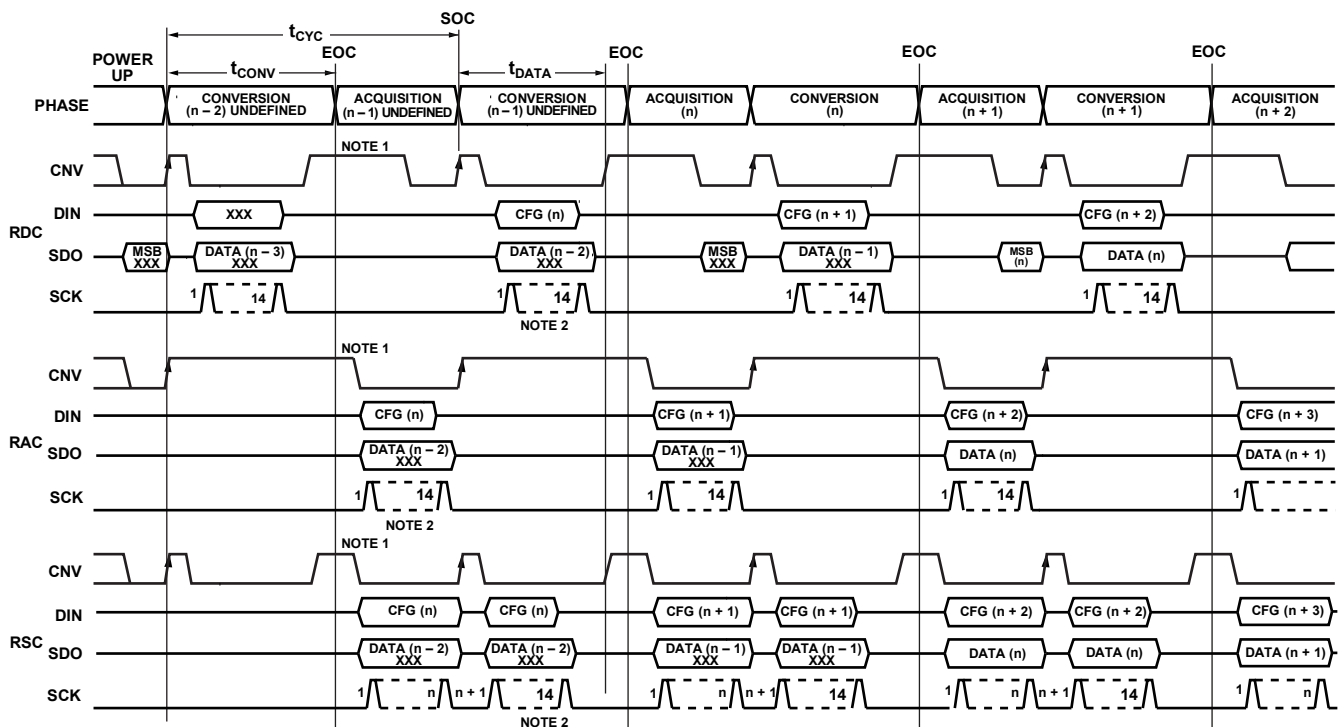 SOC
tCYC
EOC EOC EOC EOC
POWER UP
tCONV tDATA
PHASE
CONVERSION (n – 2) UNDEFINED
ACQUISITION (n – 1) UNDEFINED
CONVERSION (n – 1) UNDEFINED
ACQUISITION (n)
CONVERSION (n)
ACQUISITION (n + 1)
CONVERSION (n + 1)
ACQUISITION (n + 2)
NOTE 1
CNV
RDC
DIN XXX CFG (n) CFG (n + 1) CFG (n + 2)
SDO MSB XXX DATA (n – 3) XXX DATA (n – 2) XXX MSB XXX DATA (n – 1) XXX MSB (n) DATA (n)
SCK 1 14 1 14 1 14 1 14
NOTE 2
NOTE 1
CNV
DIN CFG (n) CFG (n + 1) CFG (n + 2) CFG (n + 3)
RAC
SDO DATA (n – 2) XXX DATA (n – 1) XXX DATA (n) DATA (n + 1)
SCK 1 14 1 14 1 14 1
NOTE 2
NOTE 1
CNV
DIN CFG (n) CFG (n) CFG (n + 1) CFG (n + 1) CFG (n + 2) CFG (n + 2) CFG (n + 3)
RSC
SDO DATA (n – 2) XXX DATA (n – 2) XXX DATA (n – 1) XXX DATA (n – 1) XXX DATA (n) DATA (n) DATA (n + 1)
SCK 1 n n + 1 14 1 n n + 1 14 1 n n + 1 14 1 n
NOTE 2